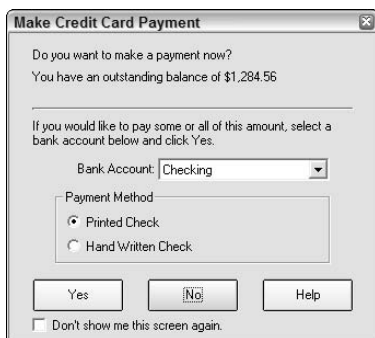 Make Credit Card Payment
Do you want to make a payment now?
You have an outstanding balance of $1,284.56
If you would like to pay some or all of this amount, select a
bank account below and click Yes.
Bank Account: Checking
Payment Method
Printed Check
Hand Written Check
Yes No Help
Don't show me this screen again.